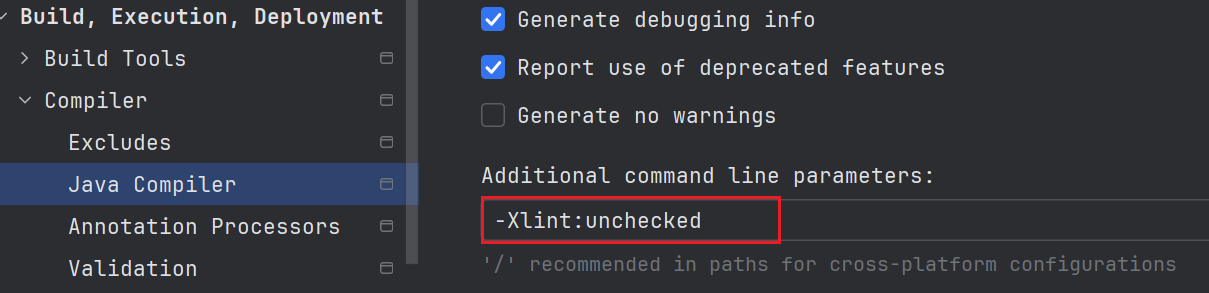 Build, Execution, Deployment
Build Tools
Compiler
Excludes
Java Compiler
Annotation Processors
Validation
Generate debugging info
Report use of deprecated features
Generate no warnings
Additional command line parameters:
-Xlint:unchecked
'/' recommended in paths for cross-platform configurations